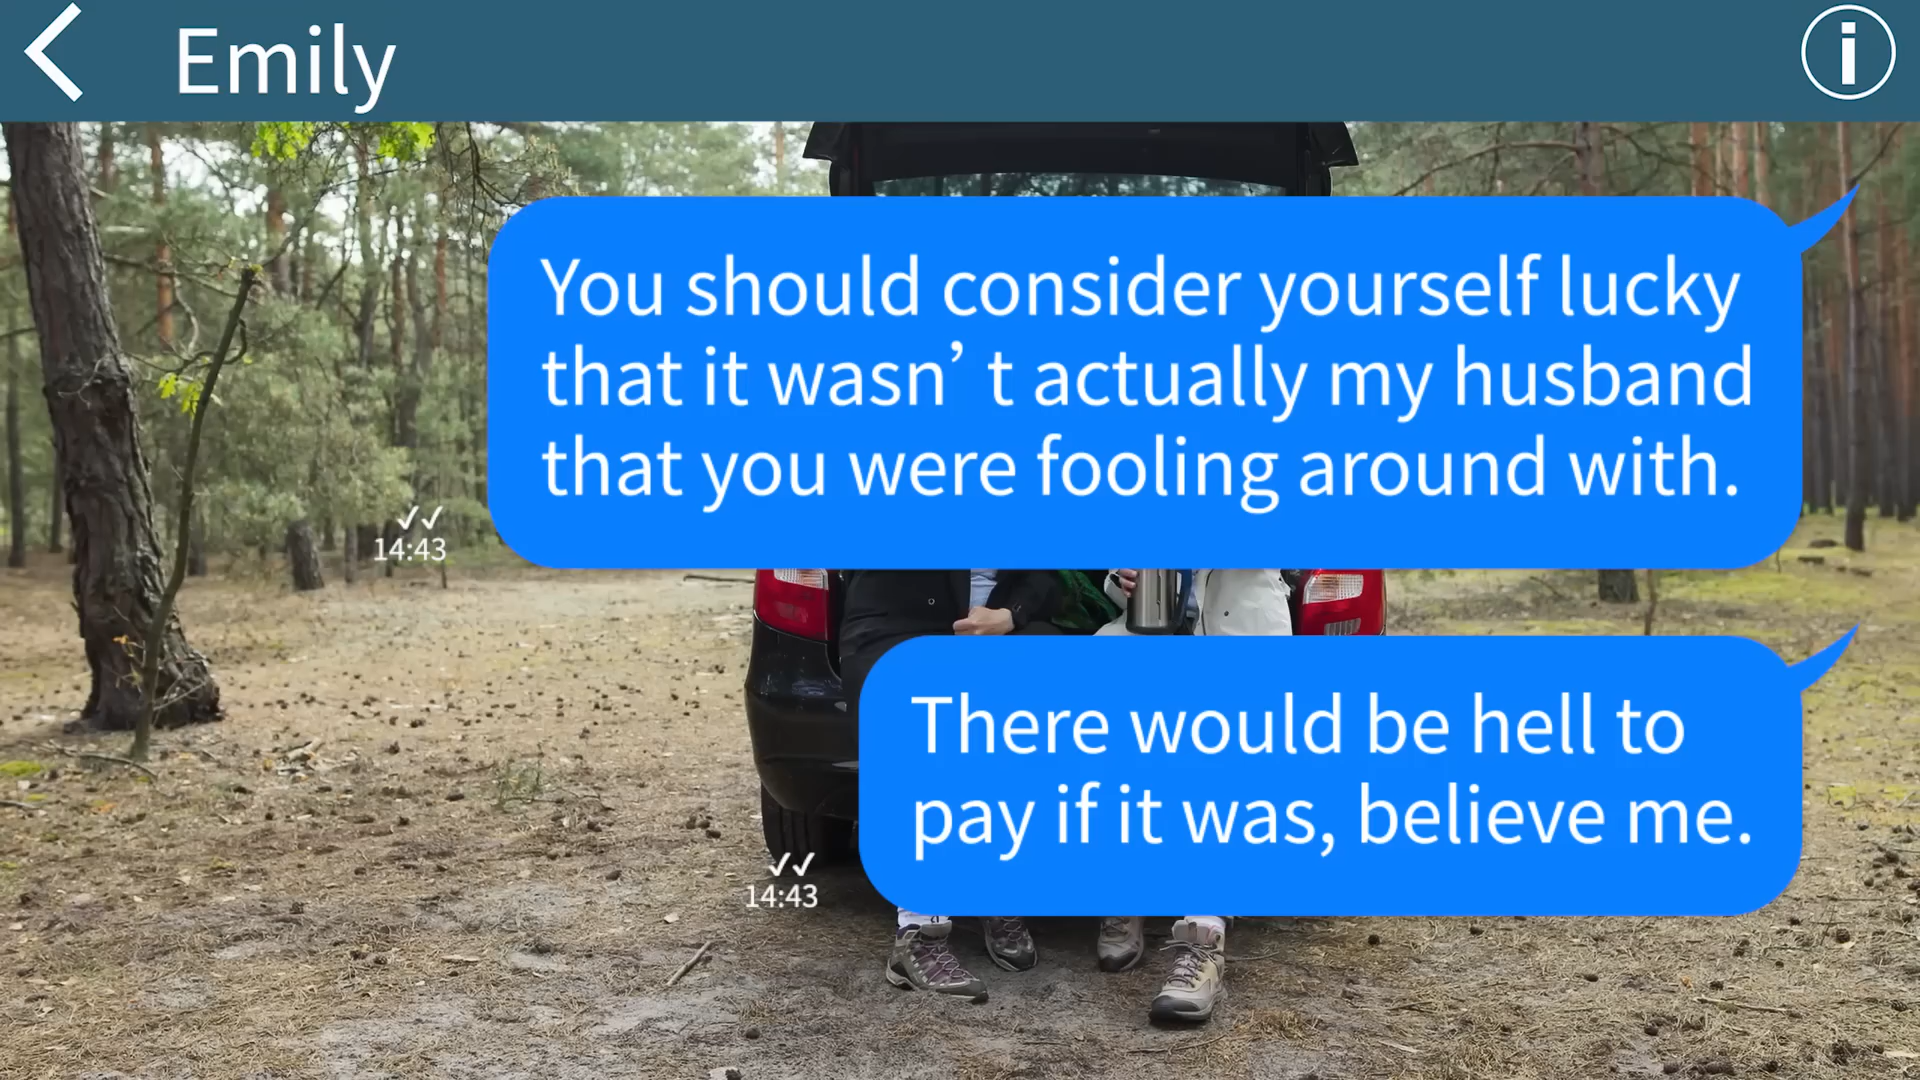 Emily
You should consider yourself lucky
that it wasn’ t actually my husband
that you were fooling around with.
14:43
There would be hell to
pay if it was, believe me.
14:43